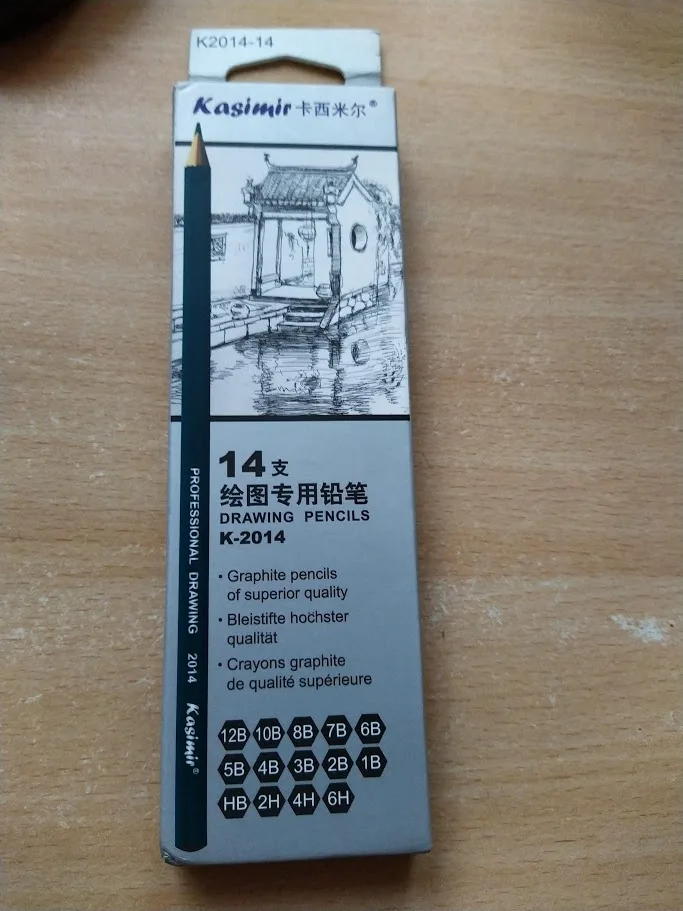 K2014-14
Kasimir 卡西米尔®
14支
绘图专用铅笔
DRAWING PENCILS
K-2014
· Graphite pencils
of superior quality
· Bleistifte höchster
qualität
· Crayons graphite
de qualité supérieure
12B 10B 8B 7B 6B
5B 4B 3B 2B 1B
HB 2H 4H 6H
PROFESSIONAL DRAWING 2014 Kasimir®